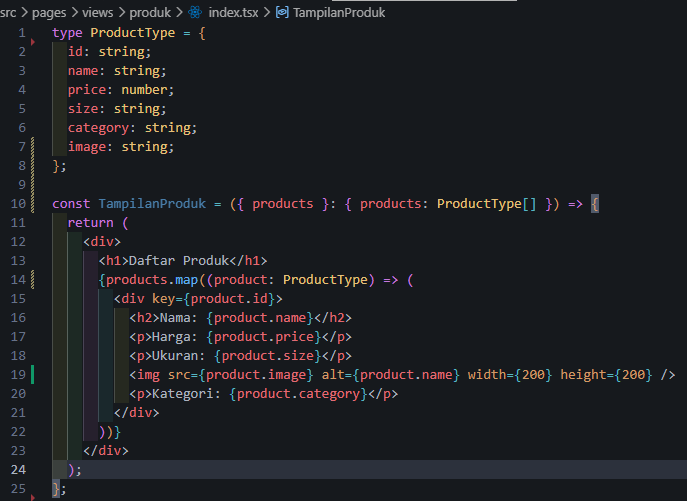 src > pages > views > produk > index.tsx > TampilanProduk
1 type ProductType = {
2   id: string;
3   name: string;
4   price: number;
5   size: string;
6   category: string;
7   image: string;
8 };
9
10 const TampilanProduk = ({ products }: { products: ProductType[] }) => {
11   return (
12     <div>
13       <h1>Daftar Produk</h1>
14       {products.map((product: ProductType) => (
15         <div key={product.id}>
16           <h2>Nama: {product.name}</h2>
17           <p>Harga: {product.price}</p>
18           <p>Ukuran: {product.size}</p>
19           <img src={product.image} alt={product.name} width={200} height={200} />
20           <p>Kategori: {product.category}</p>
21         </div>
22       ))}
23     </div>
24   );
25 };